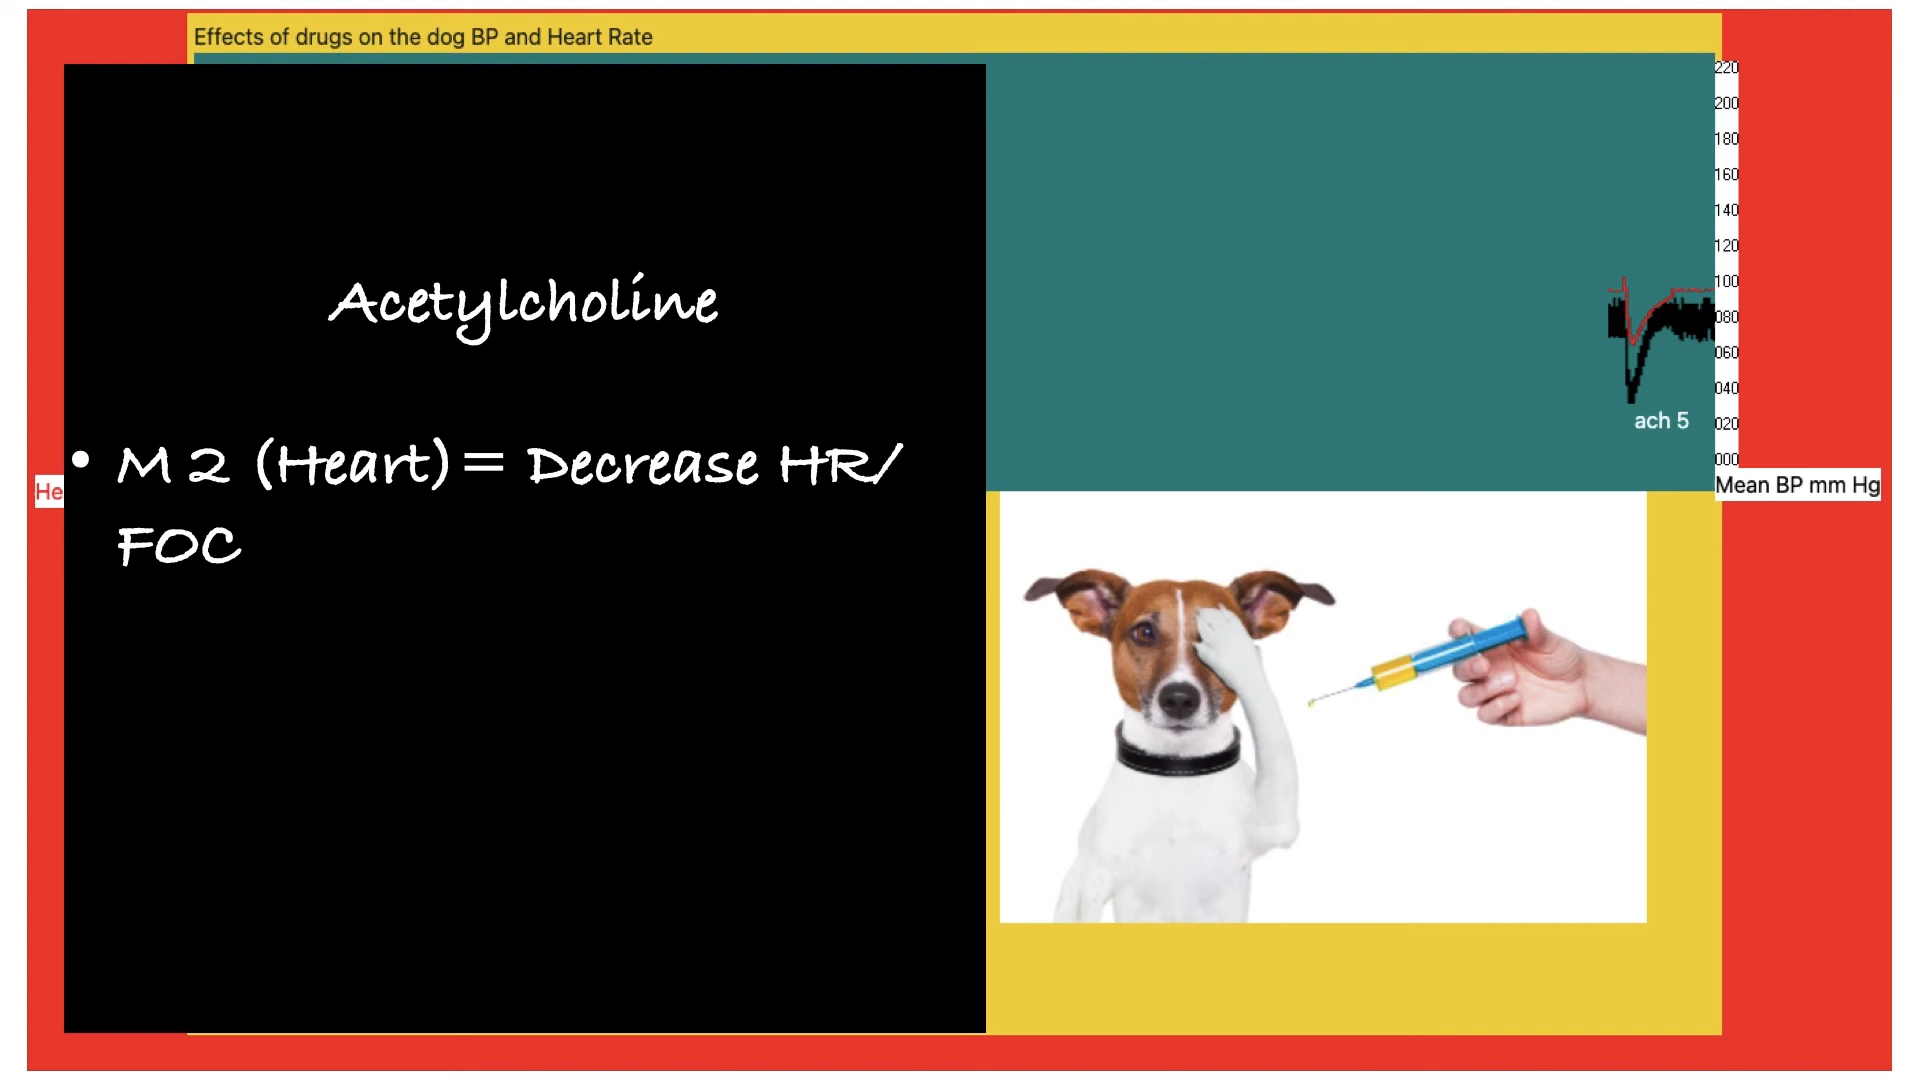 Effects of drugs on the dog BP and Heart Rate
Acetylcholine
• M 2 (Heart) = Decrease HR/
FOC
He
220
200
180
160
140
120
100
080
060
040
020
000
ach 5
Mean BP mm Hg